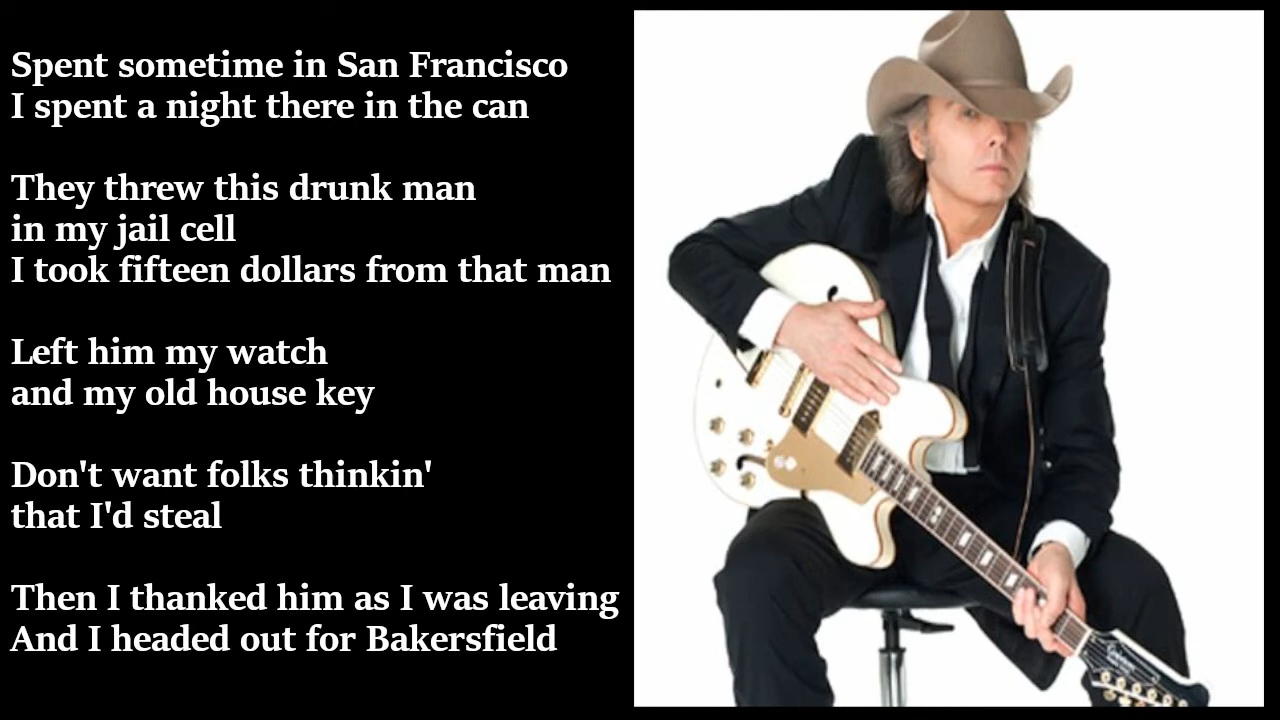 Spent sometime in San Francisco
I spent a night there in the can
They threw this drunk man
in my jail cell
I took fifteen dollars from that man
Left him my watch
and my old house key
Don't want folks thinkin'
that I'd steal
Then I thanked him as I was leaving
And I headed out for Bakersfield